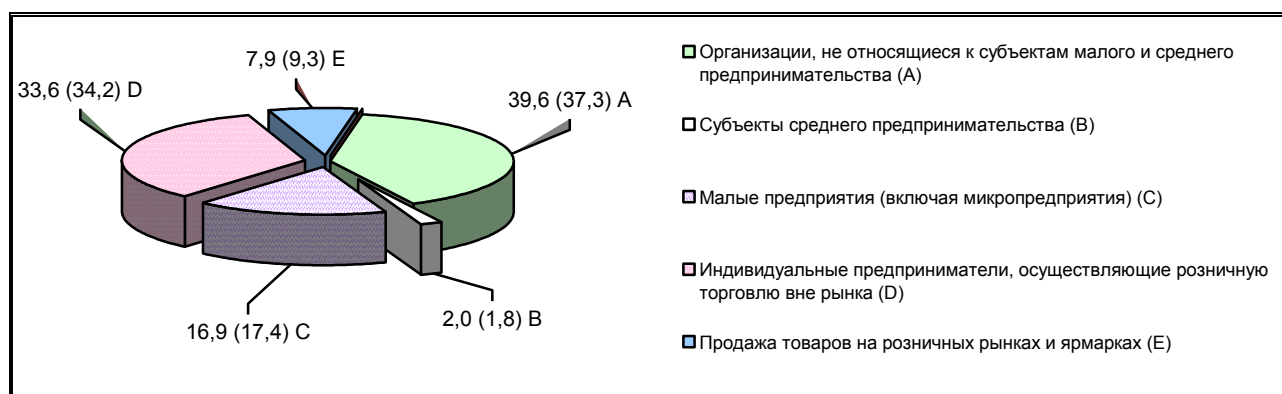 7,9 (9,3) E
33,6 (34,2) D
39,6 (37,3) A
16,9 (17,4) C
2,0 (1,8) B
Организации, не относящиеся к субъектам малого и среднего
предпринимательства (A)
Субъекты среднего предпринимательства (B)
Малые предприятия (включая микропредприятия) (C)
Индивидуальные предприниматели, осуществляющие розничную
торговлю вне рынка (D)
Продажа товаров на розничных рынках и ярмарках (E)